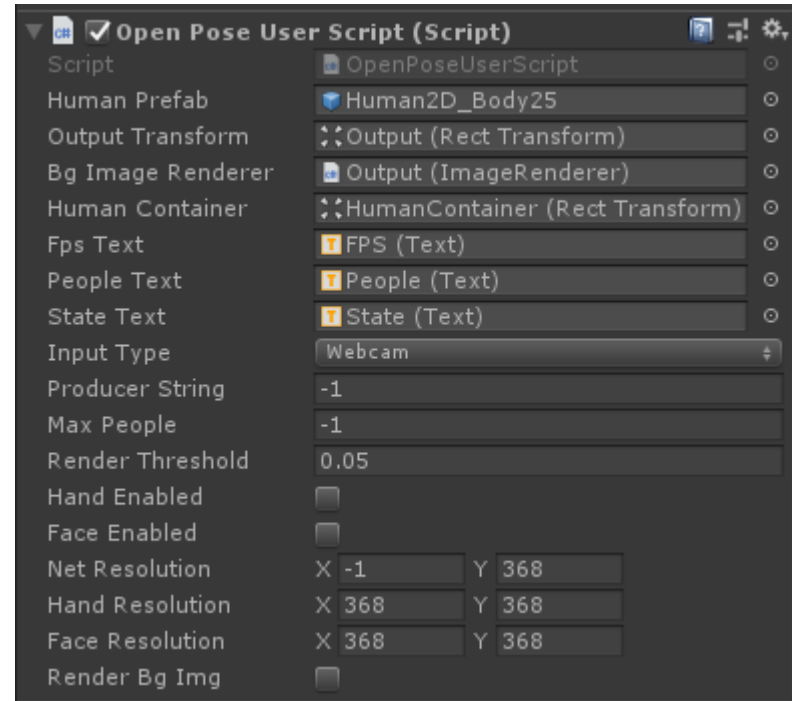 Open Pose User Script (Script)
Script OpenPoseUserScript
Human Prefab Human2D_Body25
Output Transform Output (Rect Transform)
Bg Image Renderer Output (ImageRenderer)
Human Container HumanContainer (Rect Transform)
Fps Text FPS (Text)
People Text People (Text)
State Text State (Text)
Input Type Webcam
Producer String -1
Max People -1
Render Threshold 0.05
Hand Enabled
Face Enabled
Net Resolution X -1 Y 368
Hand Resolution X 368 Y 368
Face Resolution X 368 Y 368
Render Bg Img